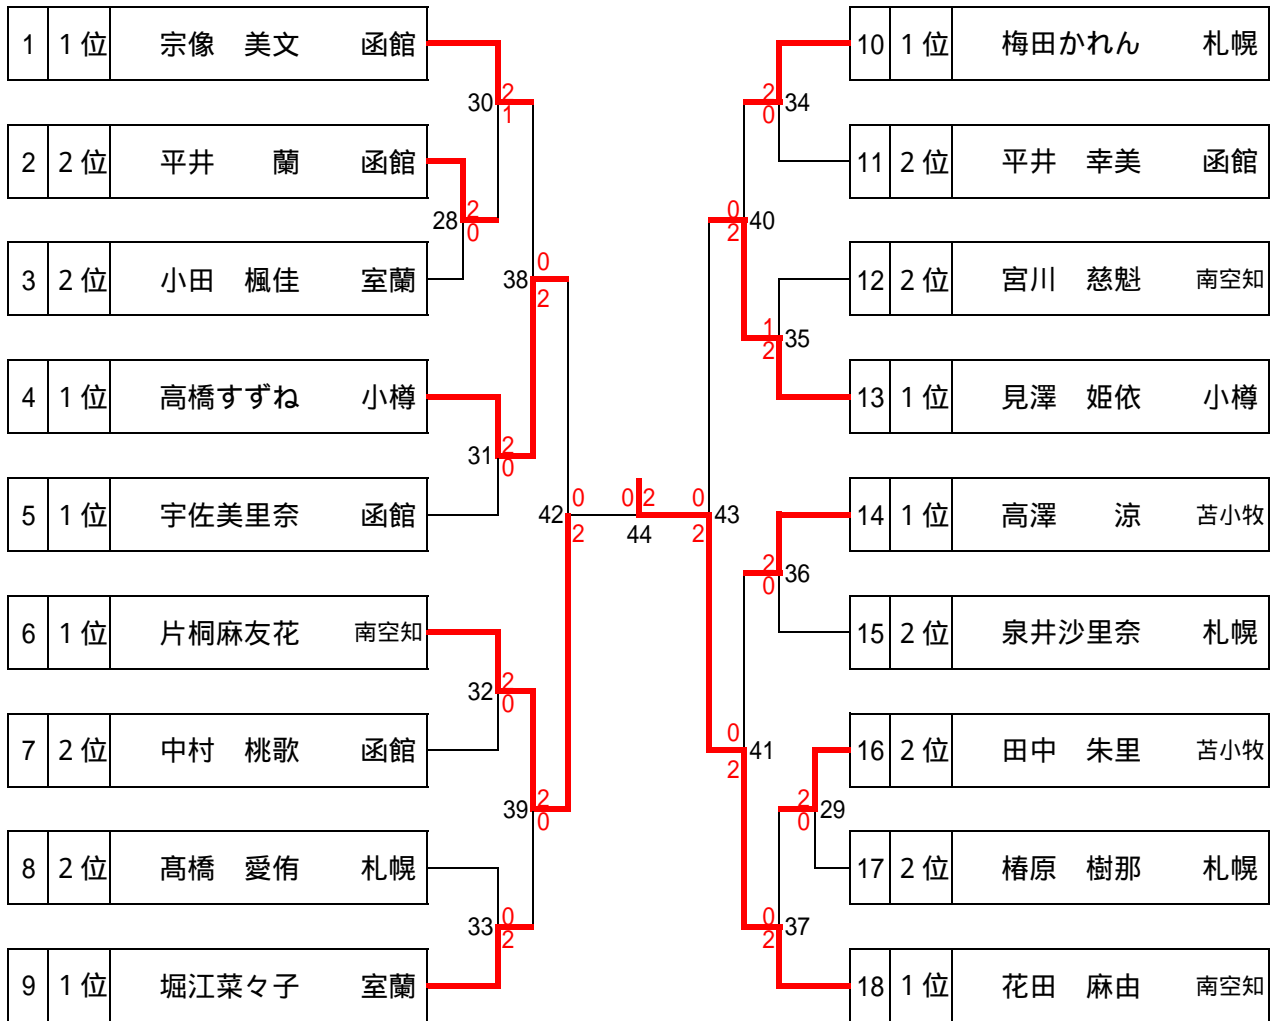 1 1位 宗像 美文 函館
2 2位 平井 蘭 函館
3 2位 小田 楓佳 室蘭
4 1位 高橋すずね 小樽
5 1位 宇佐美里奈 函館
6 1位 片桐麻友花 南空知
7 2位 中村 桃歌 函館
8 2位 髙橋 愛侑 札幌
9 1位 堀江菜々子 室蘭
30
2
1
28
2
0
38
0
2
31
2
0
42
0
2
32
2
0
39
2
0
33
0
2
0 2
44
10 1位 梅田かれん 札幌
11 2位 平井 幸美 函館
12 2位 宮川 慈魁 南空知
13 1位 見澤 姫依 小樽
14 1位 高澤 涼 苫小牧
15 2位 泉井沙里奈 札幌
16 2位 田中 朱里 苫小牧
17 2位 椿原 樹那 札幌
18 1位 花田 麻由 南空知
2
0
34
0
2
40
1
2
35
0
2
43
2
0
36
0
2
41
2
0
29
0
2
37